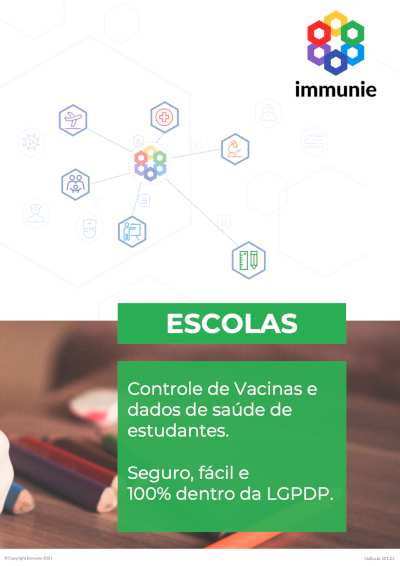 immunie
ESCOLAS
Controle de Vacinas e
dados de saúde de
estudantes.
Seguro, fácil e
100% dentro da LGPDP.
©Copyright Immunie 2021